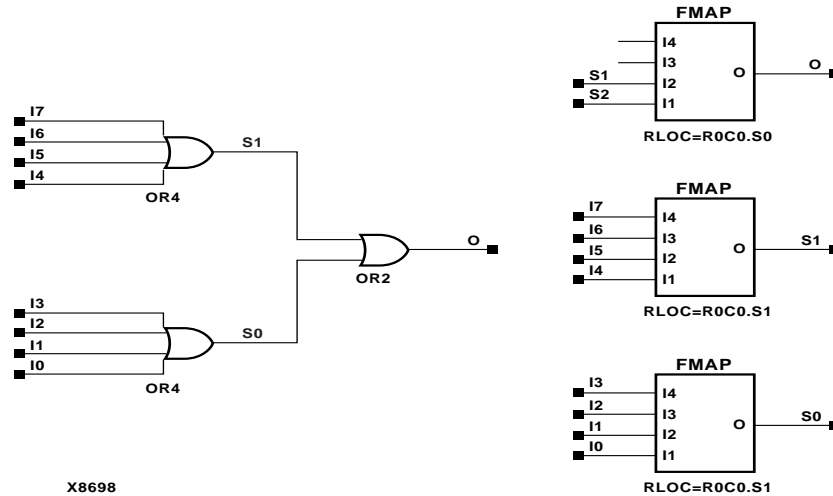 I7
I6
I5
I4
OR4
S1
I3
I2
I1
I0
OR4
S0
OR2
O
FMAP
I4
I3
S1
I2
S2
I1
O
O
RLOC=R0C0.S0
FMAP
I7
I4
I6
I3
I5
I2
I4
I1
O
S1
RLOC=R0C0.S1
FMAP
I3
I4
I2
I3
I1
I2
I0
I1
O
S0
RLOC=R0C0.S1
X8698